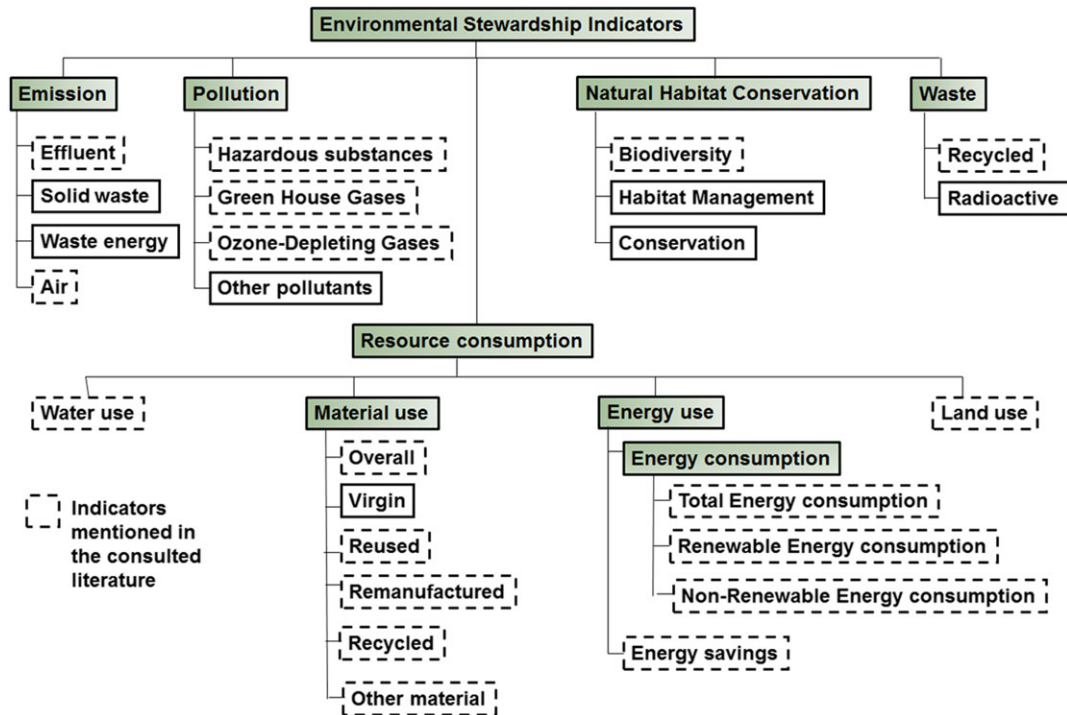 Environmental Stewardship Indicators
Emission
Pollution
Natural Habitat Conservation
Waste
Effluent
Solid waste
Waste energy
Air
Hazardous substances
Green House Gases
Ozone-Depleting Gases
Other pollutants
Biodiversity
Habitat Management
Conservation
Recycled
Radioactive
Resource consumption
Water use
Material use
Energy use
Land use
Overall
Virgin
Reused
Remanufactured
Recycled
Other material
Energy consumption
Total Energy consumption
Renewable Energy consumption
Non-Renewable Energy consumption
Energy savings
Indicators
mentioned in
the consulted
literature